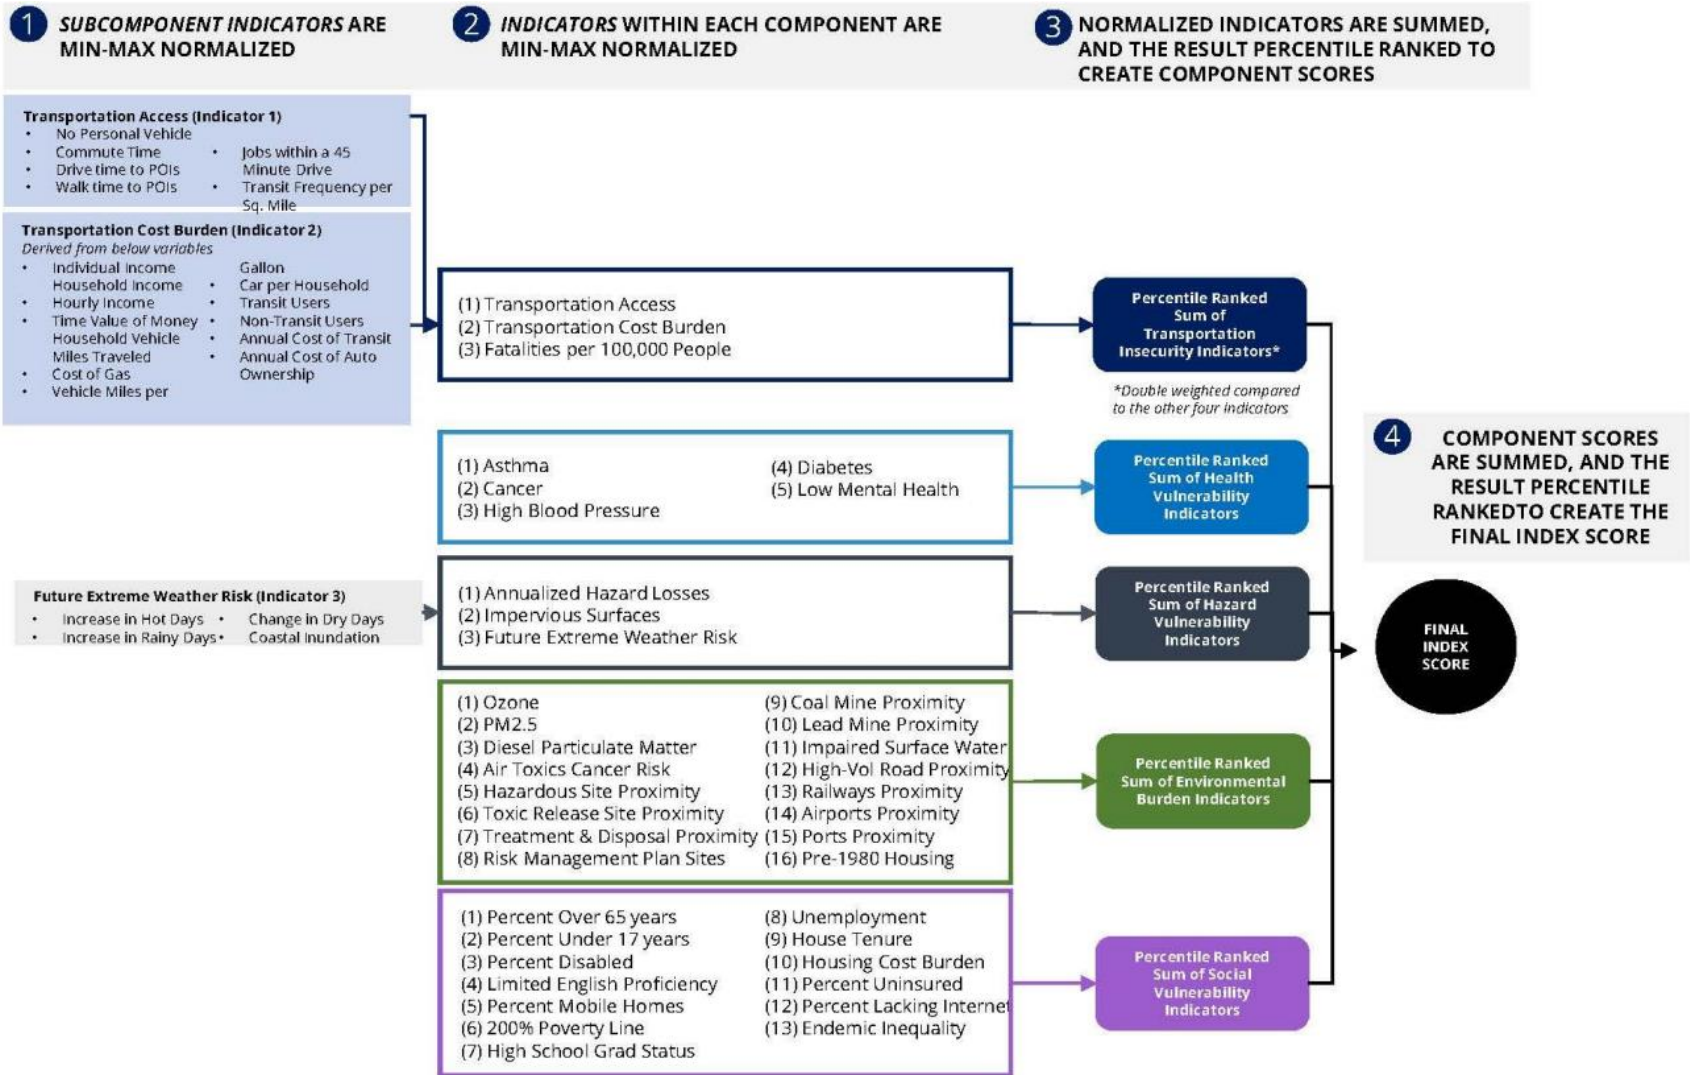 1 SUBCOMPONENT INDICATORS ARE
MIN-MAX NORMALIZED
2 INDICATORS WITHIN EACH COMPONENT ARE
MIN-MAX NORMALIZED
3 NORMALIZED INDICATORS ARE SUMMED,
AND THE RESULT PERCENTILE RANKED TO
CREATE COMPONENT SCORES
Transportation Access (Indicator 1)
• No Personal Vehicle
• Commute Time
• Drive time to POIs
• Walk time to POIs
• Jobs within a 45
Minute Drive
• Transit Frequency per
Sq. Mile
Transportation Cost Burden (Indicator 2)
Derived from below variables
• Individual Income
Household Income
• Hourly Income
• Time Value of Money
Household Vehicle
Miles Traveled
• Cost of Gas
• Vehicle Miles per
Gallon
• Car per Household
• Transit Users
• Non-Transit Users
• Annual Cost of Transit
• Annual Cost of Auto
Ownership
(1) Transportation Access
(2) Transportation Cost Burden
(3) Fatalities per 100,000 People
Percentile Ranked
Sum of
Transportation
Insecurity Indicators*
*Double weighted compared
to the other four indicators
(1) Asthma
(2) Cancer
(3) High Blood Pressure
(4) Diabetes
(5) Low Mental Health
Percentile Ranked
Sum of Health
Vulnerability
Indicators
4 COMPONENT SCORES
ARE SUMMED, AND THE
RESULT PERCENTILE
RANKEDTO CREATE THE
FINAL INDEX SCORE
Future Extreme Weather Risk (Indicator 3)
• Increase in Hot Days
• Increase in Rainy Days
• Change in Dry Days
• Coastal Inundation
(1) Annualized Hazard Losses
(2) Impervious Surfaces
(3) Future Extreme Weather Risk
Percentile Ranked
Sum of Hazard
Vulnerability
Indicators
FINAL
INDEX
SCORE
(1) Ozone
(2) PM2.5
(3) Diesel Particulate Matter
(4) Air Toxics Cancer Risk
(5) Hazardous Site Proximity
(6) Toxic Release Site Proximity
(7) Treatment & Disposal Proximity
(8) Risk Management Plan Sites
(9) Coal Mine Proximity
(10) Lead Mine Proximity
(11) Impaired Surface Water
(12) High-Vol Road Proximity
(13) Railways Proximity
(14) Airports Proximity
(15) Ports Proximity
(16) Pre-1980 Housing
Percentile Ranked
Sum of Environmental
Burden Indicators
(1) Percent Over 65 years
(2) Percent Under 17 years
(3) Percent Disabled
(4) Limited English Proficiency
(5) Percent Mobile Homes
(6) 200% Poverty Line
(7) High School Grad Status
(8) Unemployment
(9) House Tenure
(10) Housing Cost Burden
(11) Percent Uninsured
(12) Percent Lacking Internet
(13) Endemic Inequality
Percentile Ranked
Sum of Social
Vulnerability
Indicators